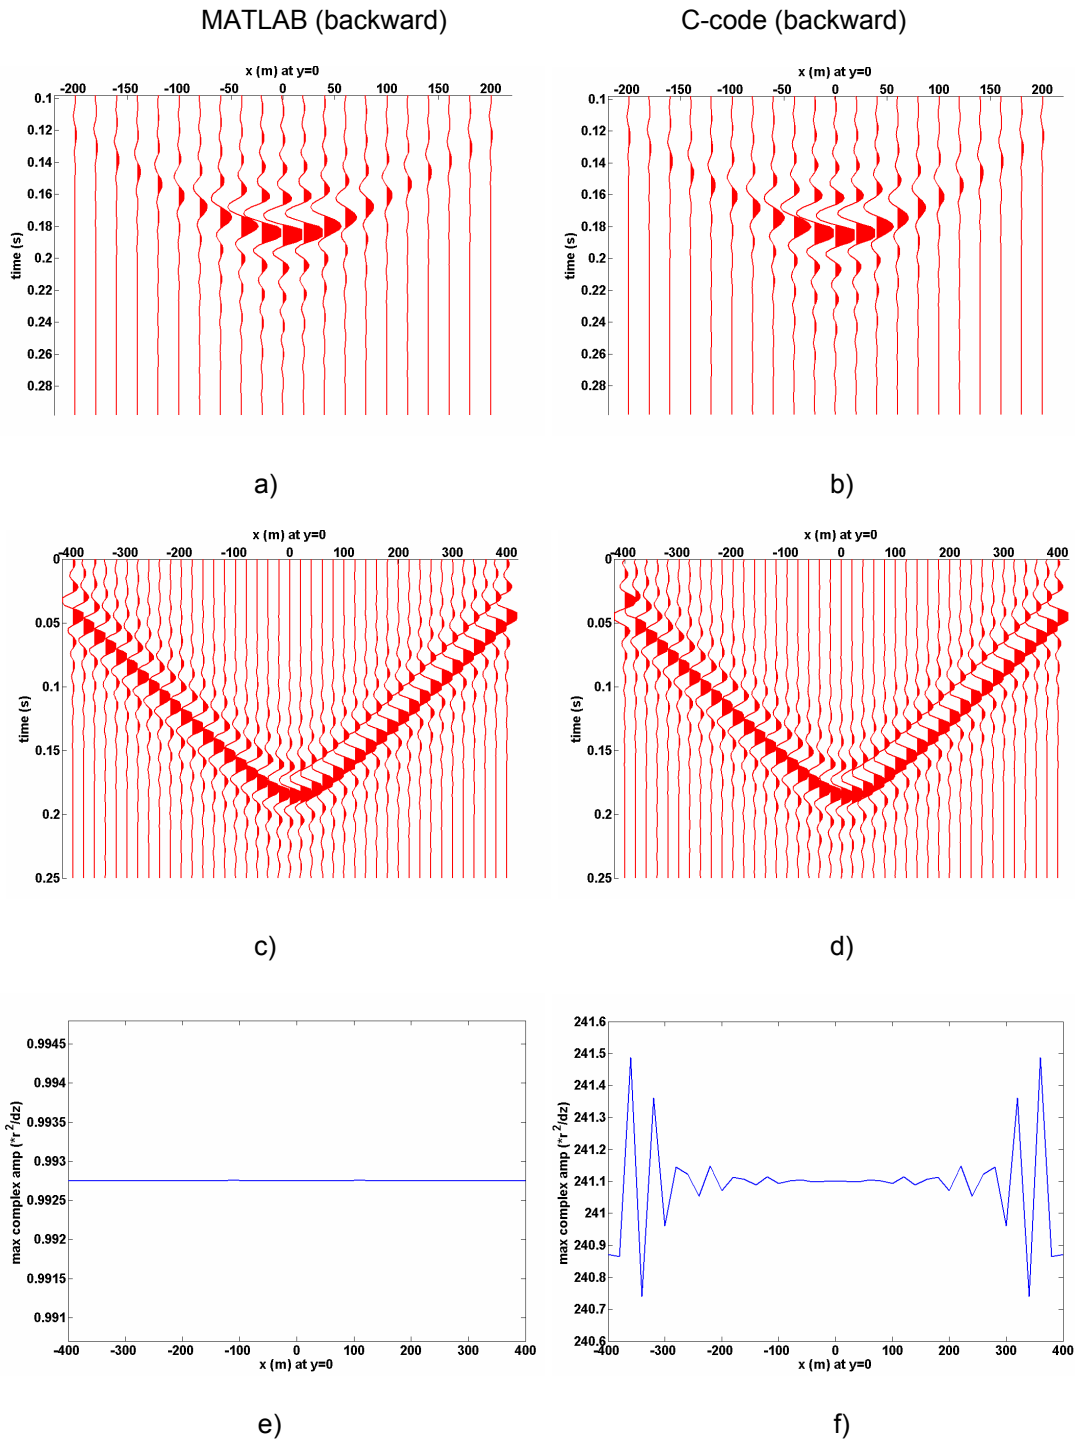 MATLAB (backward)
C-code (backward)
x (m) at y=0
-200 -150 -100 -50 0 50 100 150 200
0.1
0.12
0.14
0.16
0.18
0.2
0.22
0.24
0.26
0.28
time (s)
x (m) at y=0
-200 -150 -100 -50 0 50 100 150 200
0.1
0.12
0.14
0.16
0.18
0.2
0.22
0.24
0.26
0.28
time (s)
a)
b)
x (m) at y=0
-400 -300 -200 -100 0 100 200 300 400
0
0.05
0.1
0.15
0.2
0.25
time (s)
x (m) at y=0
-400 -300 -200 -100 0 100 200 300 400
0
0.05
0.1
0.15
0.2
0.25
time (s)
c)
d)
0.9945
0.994
0.9935
0.993
0.9925
0.992
0.9915
0.991
max complex amp (*r²/dz)
-400 -300 -200 -100 0 100 200 300 400
x (m) at y=0
241.6
241.5
241.4
241.3
241.2
241.1
241
240.9
240.8
240.7
240.6
max complex amp (*r²/dz)
-400 -300 -200 -100 0 100 200 300 400
x (m) at y=0
e)
f)